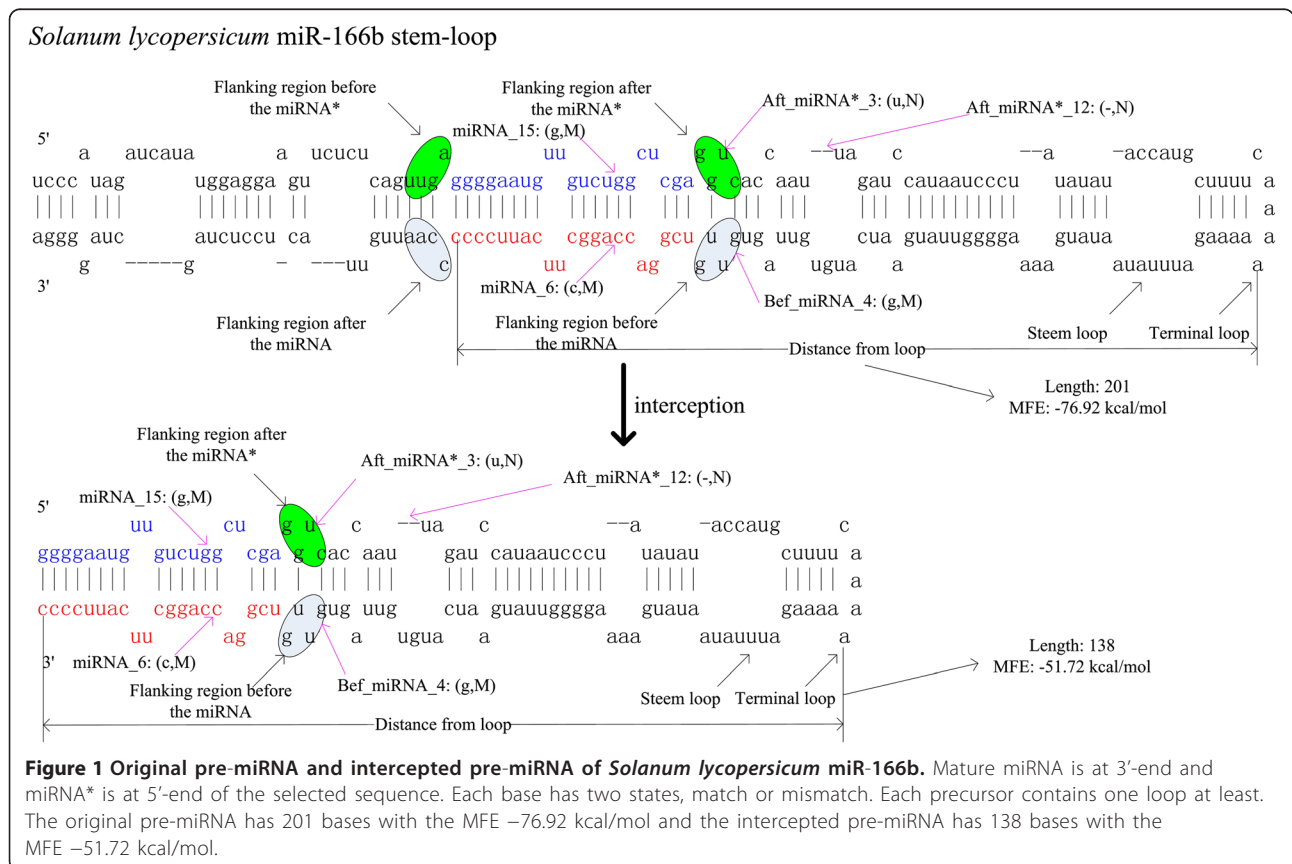 Solanum lycopersicum miR-166b stem-loop
Flanking region before
the miRNA*
Flanking region after
the miRNA*
Aft_miRNA*_3: (u,N)
Aft_miRNA*_12: (-,N)
miRNA_15: (g,M)
5'
a aucaua a ucucu a uu cu g u c --ua c --a -accaug c
uccc uag uggagga gu caguug ggggaaug gucugg cga g cac aau gau cauaaucccu uauau cuuuu a
|||| ||| ||||||| || |||||| |||||||| |||||| ||| | ||| ||| ||| |||||||||| ||||| ||||| a
aggg auc aucuccu ca guuaac ccccuuac cggacc gcu u gug uug cua guauugggga guaua gaaaa a
g -----g - ---uu c uu ag g u a ugua a aaa auauuua a
3'
miRNA_6: (c,M)
Bef_miRNA_4: (g,M)
Flanking region after
the miRNA
Flanking region before
the miRNA
Steem loop
Terminal loop
Distance from loop
Length: 201
MFE: -76.92 kcal/mol
interception
Flanking region after
the miRNA*
Aft_miRNA*_3: (u,N)
Aft_miRNA*_12: (-,N)
miRNA_15: (g,M)
5'
uu cu g u c --ua c --a -accaug c
ggggaaug gucugg cga g cac aau gau cauaaucccu uauau cuuuu a
|||||||| |||||| ||| | ||| ||| ||| |||||||||| ||||| ||||| a
ccccuuac cggacc gcu u gug uug cua guauugggga guaua gaaaa a
uu ag g u a ugua a aaa auauuua a
3'
miRNA_6: (c,M)
Flanking region before
the miRNA
Bef_miRNA_4: (g,M)
Steem loop
Terminal loop
Distance from loop
Length: 138
MFE: -51.72 kcal/mol
Figure 1 Original pre-miRNA and intercepted pre-miRNA of Solanum lycopersicum miR-166b. Mature miRNA is at 3'-end and
miRNA* is at 5'-end of the selected sequence. Each base has two states, match or mismatch. Each precursor contains one loop at least.
The original pre-miRNA has 201 bases with the MFE −76.92 kcal/mol and the intercepted pre-miRNA has 138 bases with the
MFE −51.72 kcal/mol.